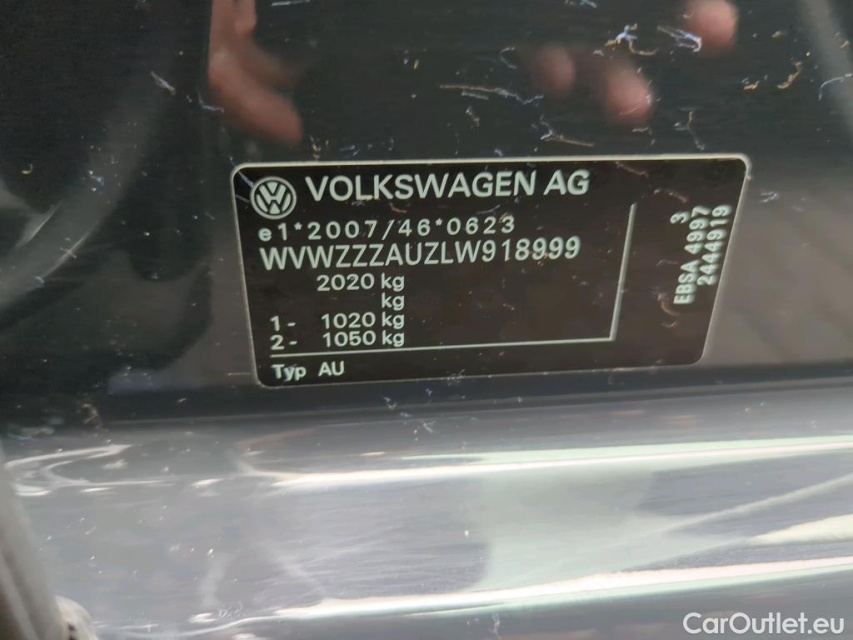 VOLKSWAGEN AG
e1*2007/46*0623
WVWZZZAUZLW918999
2020 kg
kg
1- 1020 kg
2- 1050 kg
Typ AU
3
EBSA 4997
2444919
CarOutlet.eu